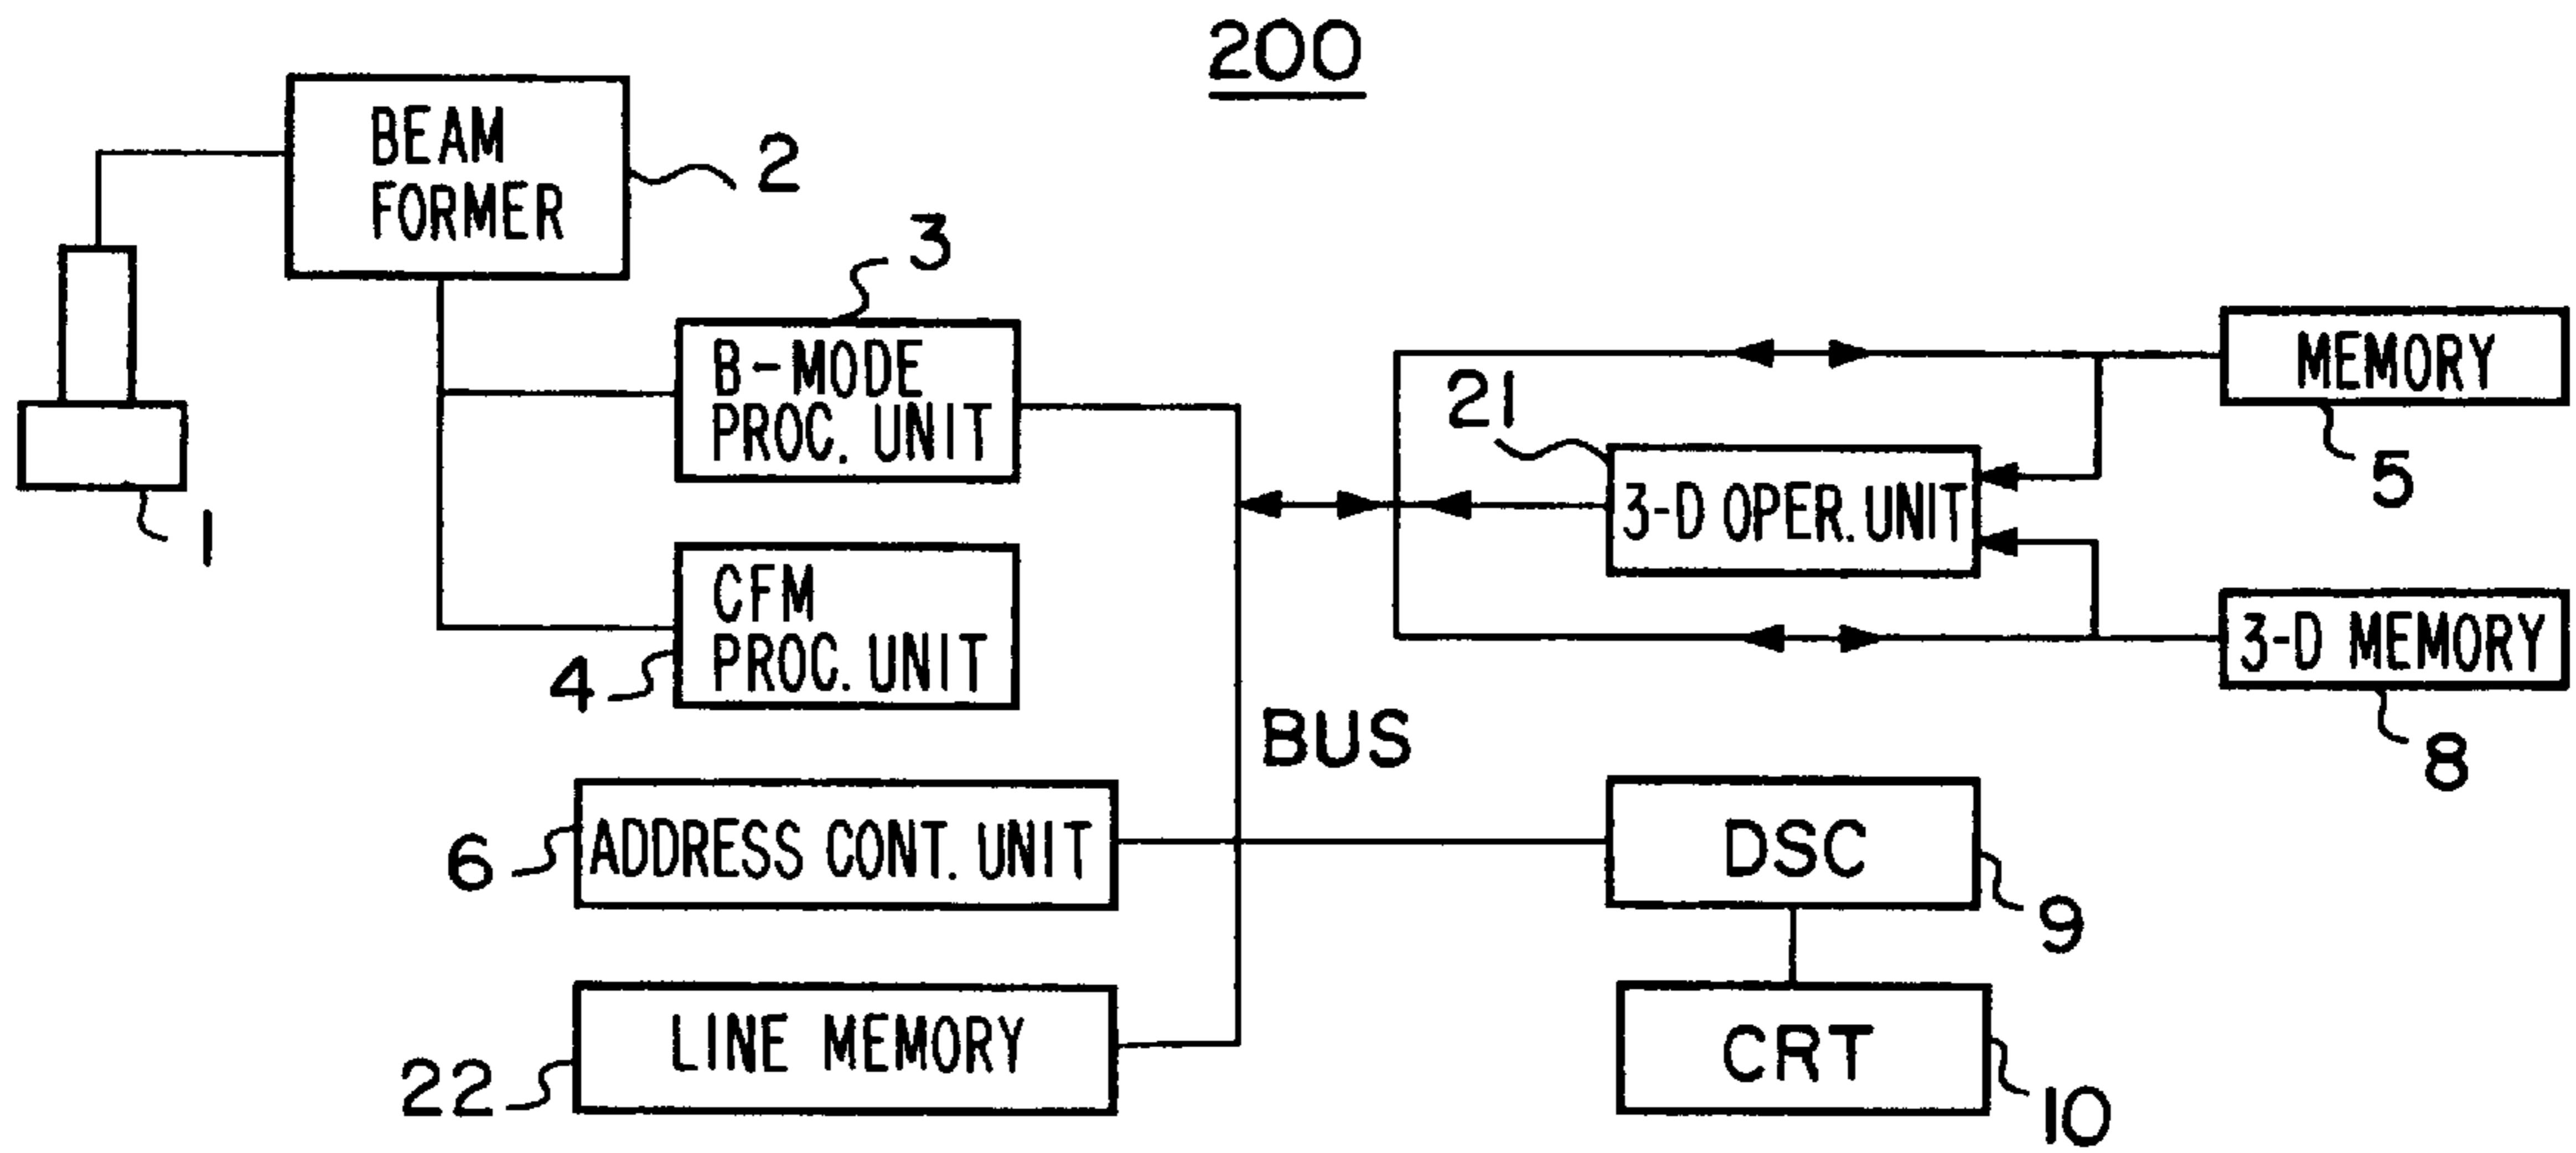 200
BEAM
FORMER
2
1
3
B-MODE
PROC. UNIT
CFM
PROC. UNIT
4
BUS
6
ADDRESS CONT. UNIT
22
LINE MEMORY
MEMORY
5
21
3-D OPER. UNIT
3-D MEMORY
8
DSC
9
CRT
10